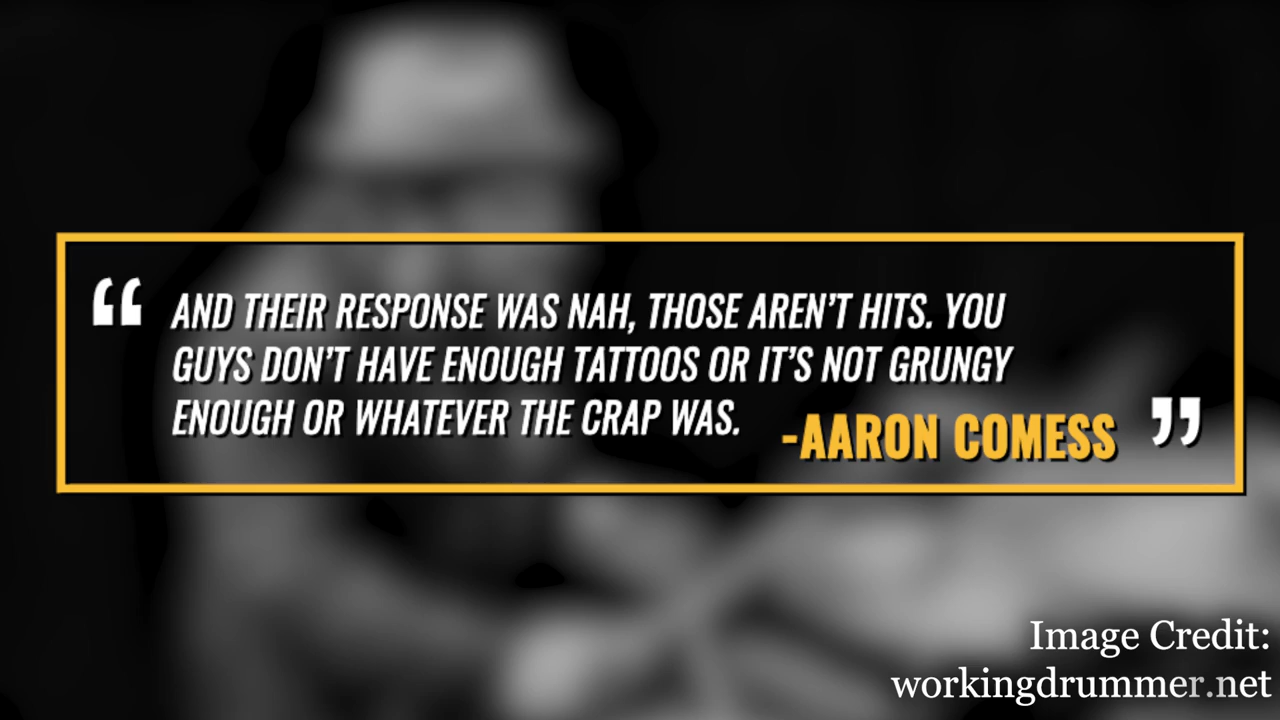 “ AND THEIR RESPONSE WAS NAH, THOSE AREN’T HITS. YOU
GUYS DON’T HAVE ENOUGH TATTOOS OR IT’S NOT GRUNGY
ENOUGH OR WHATEVER THE CRAP WAS.
-AARON COMESS ”
Image Credit:
workingdrummer.net